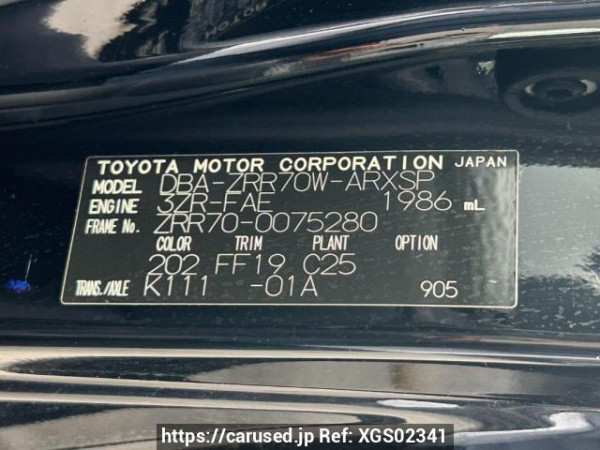 TOYOTA MOTOR CORPORATION JAPAN
MODEL DBA-ZRR70W-ARXSP
ENGINE 3ZR-FAE 1986 mL
FRAME No. ZRR70-0075280
COLOR TRIM PLANT OPTION
202 FF19 C25
TRANS./AXLE K111 -01A 905
https://carused.jp Ref: XGS02341